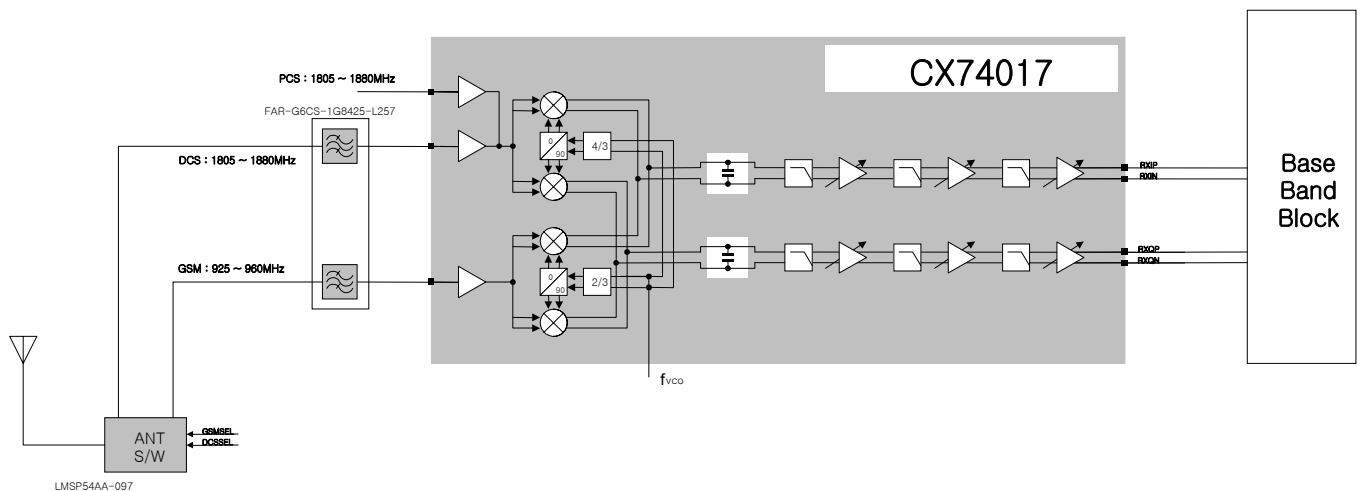 CX74017
PCS : 1805 ~ 1880MHz
FAR-G6CS-1G8425-L257
DCS : 1805 ~ 1880MHz
0
90
4/3
GSM : 925 ~ 960MHz
0
90
2/3
fvco
RXIP
RXIN
RXQP
RXQN
Base
Band
Block
ANT
S/W
GSMSEL
DCSSEL
LMSP54AA-097